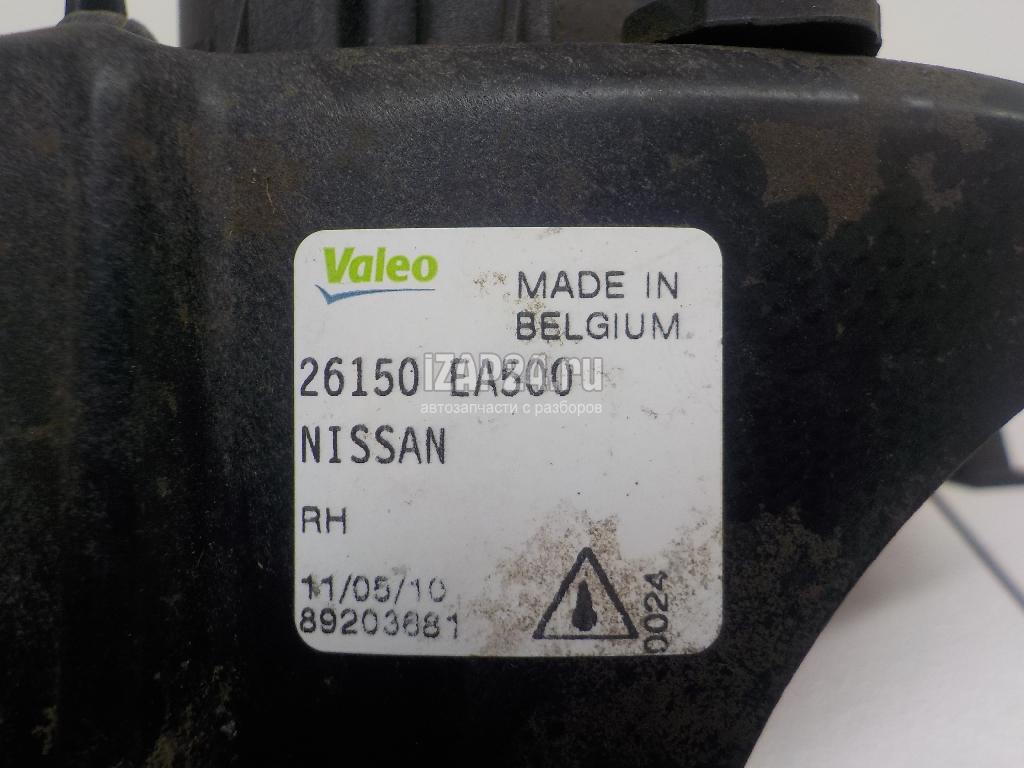 Valeo
MADE IN
BELGIUM
26150 EA500
iZAP24.ru
автозапчасти с разборов
NISSAN
RH
11/05/10
89203681
0024